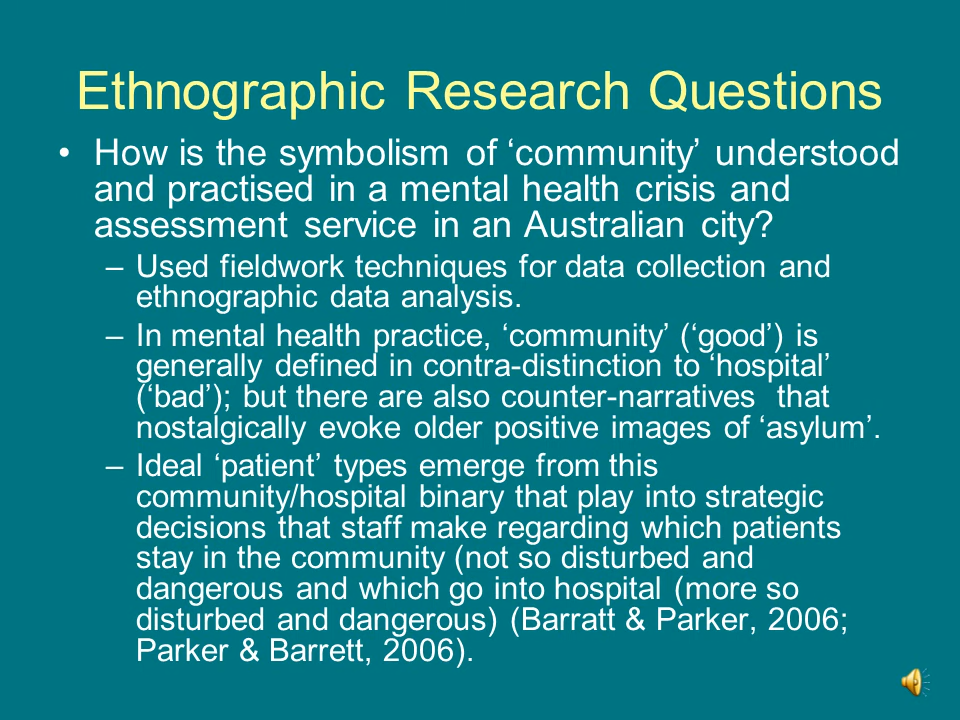 Ethnographic Research Questions
• How is the symbolism of ‘community’ understood
and practised in a mental health crisis and
assessment service in an Australian city?
– Used fieldwork techniques for data collection and
ethnographic data analysis.
– In mental health practice, ‘community’ (‘good’) is
generally defined in contra-distinction to ‘hospital’
(‘bad’); but there are also counter-narratives that
nostalgically evoke older positive images of ‘asylum’.
– Ideal ‘patient’ types emerge from this
community/hospital binary that play into strategic
decisions that staff make regarding which patients
stay in the community (not so disturbed and
dangerous and which go into hospital (more so
disturbed and dangerous) (Barratt & Parker, 2006;
Parker & Barrett, 2006).